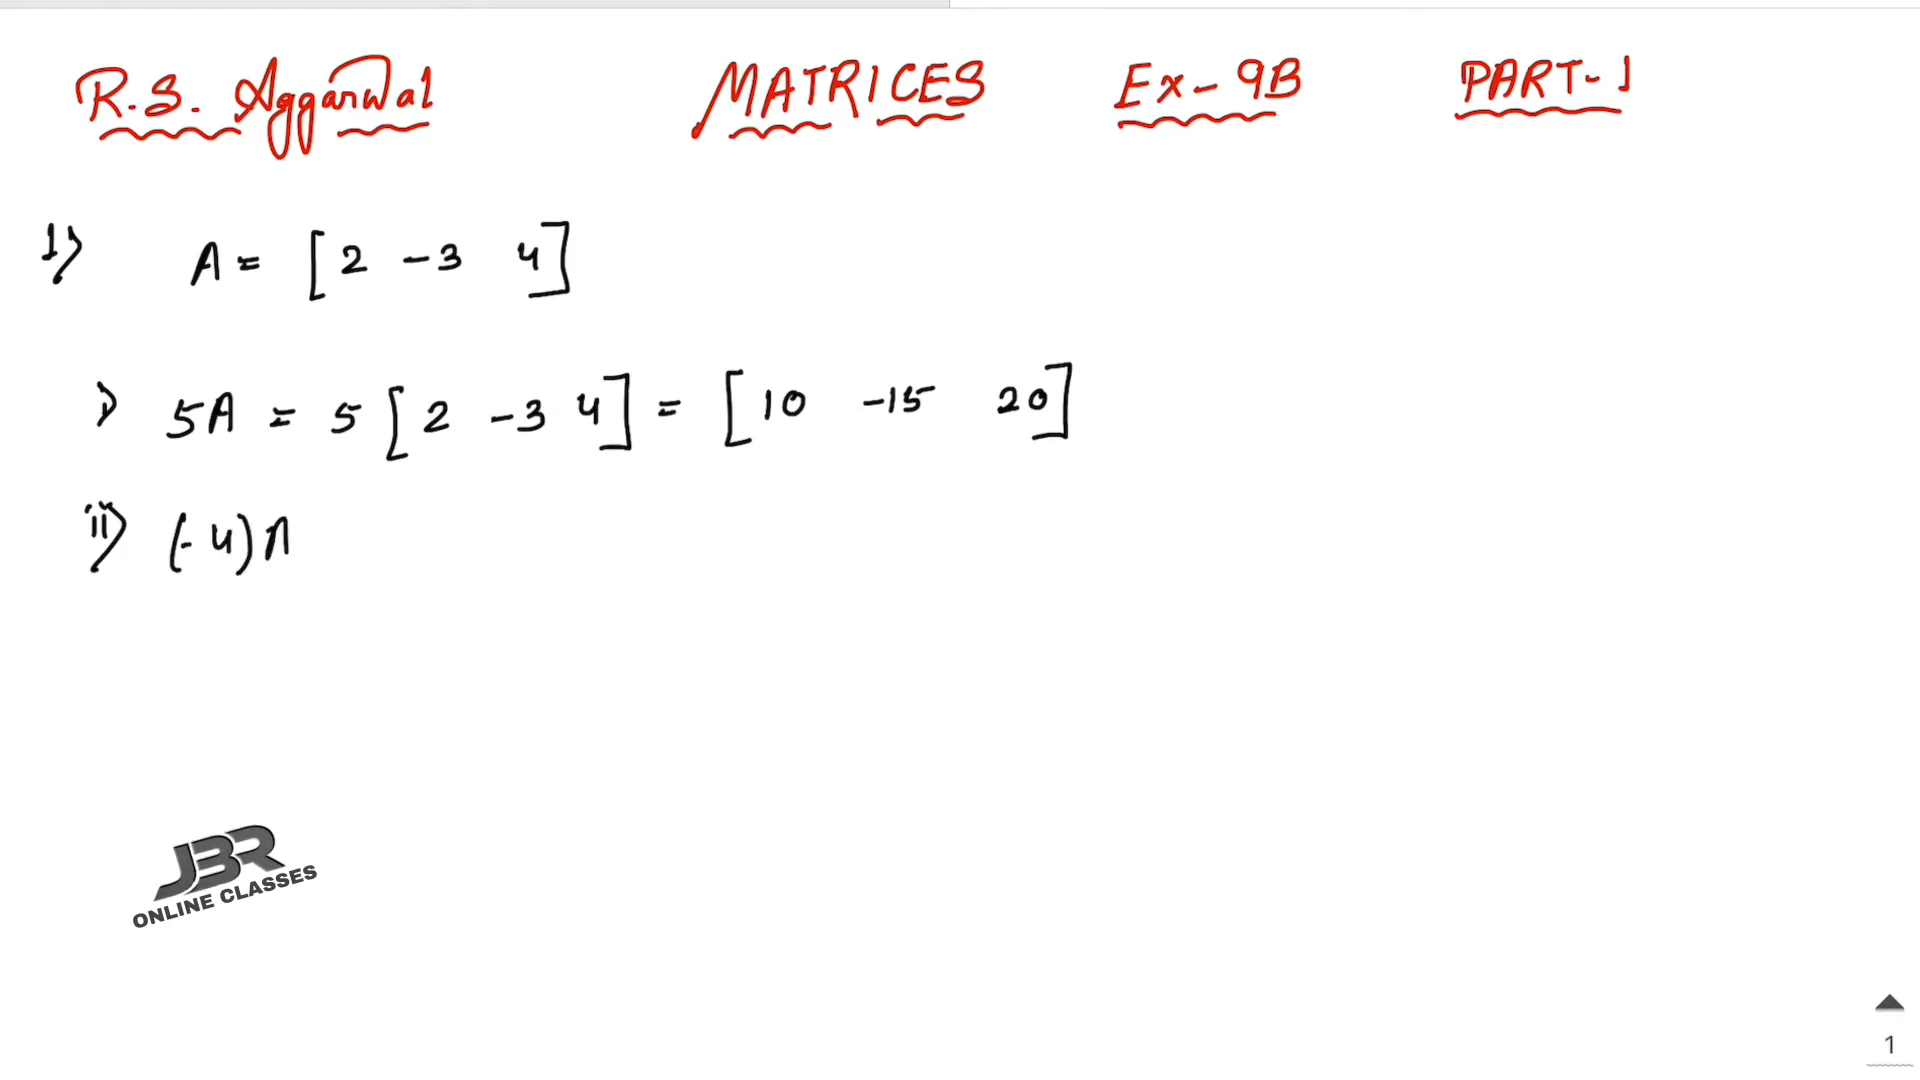 R.S. Aggarwal MATRICES Ex-9B PART-1
1) A = [2 -3 4]
i) 5A = 5 [2 -3 4] = [10 -15 20]
ii) (-4)A
JBR
ONLINE CLASSES
1